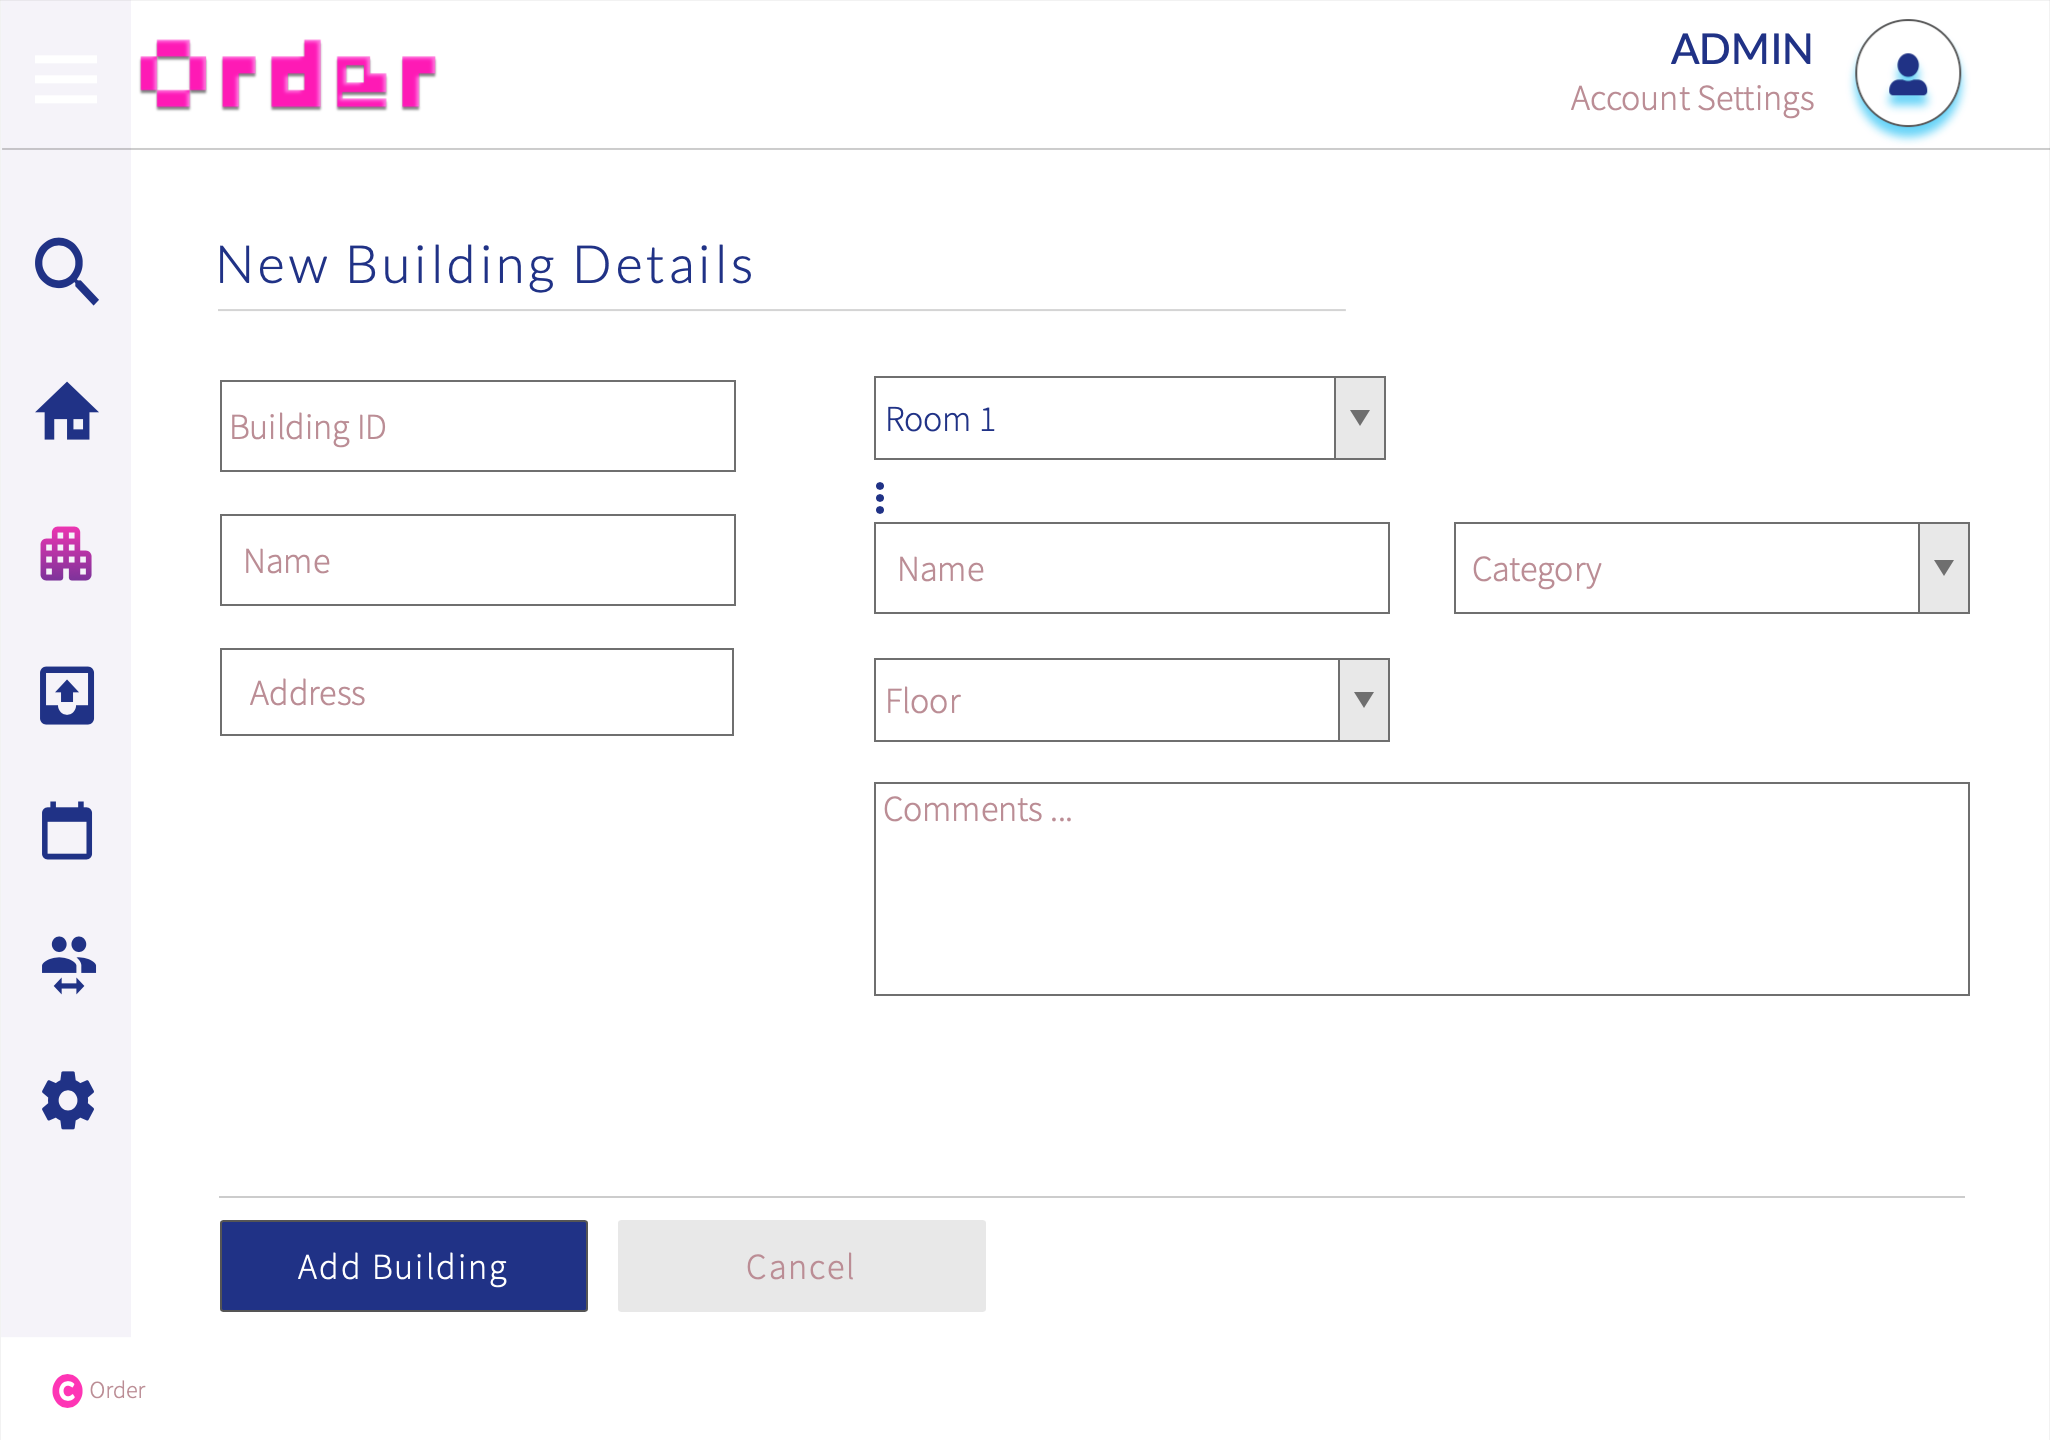 Order
ADMIN
Account Settings
New Building Details
Building ID
Name
Address
Room 1
Name
Category
Floor
Comments ...
Add Building
Cancel
C Order